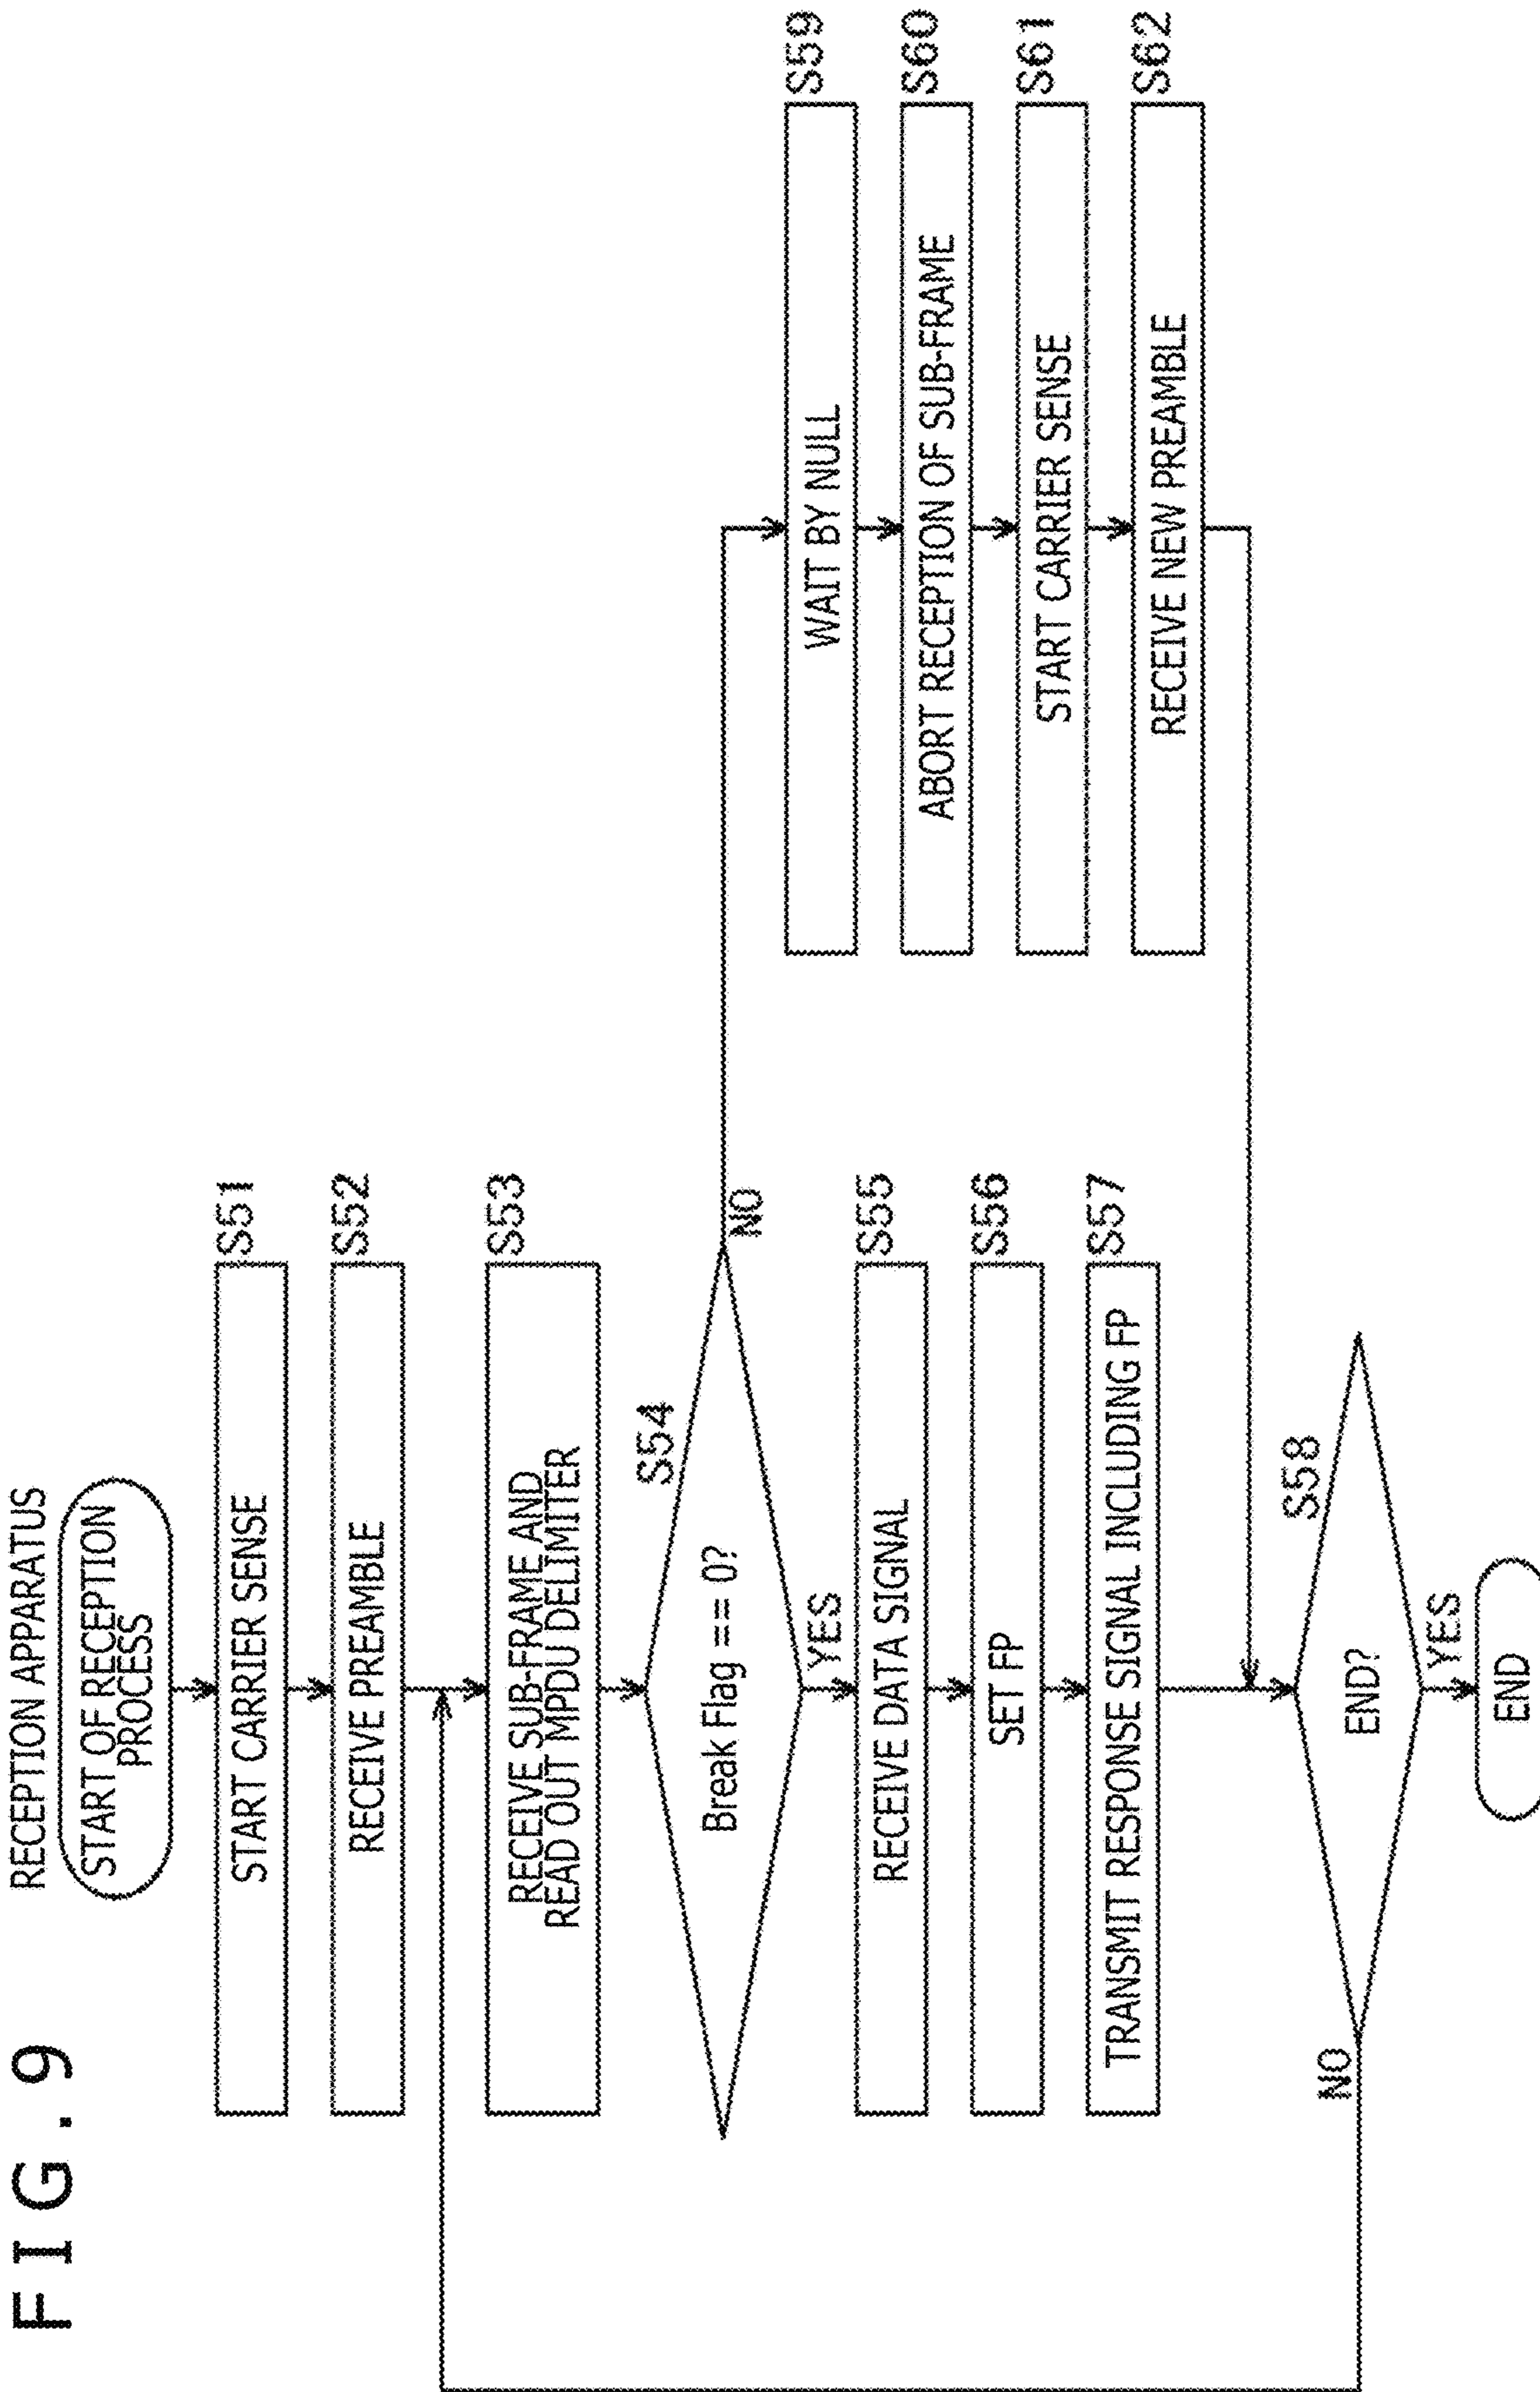 FIG. 9
RECEPTION APPARATUS
START OF RECEPTION
PROCESS
START CARRIER SENSE
S51
RECEIVE PREAMBLE
S52
RECEIVE SUB-FRAME AND
READ OUT MPDU DELIMITER
S53
S54
Break Flag == 0?
NO
YES
RECEIVE DATA SIGNAL
S55
SET FP
S56
TRANSMIT RESPONSE SIGNAL INCLUDING FP
S57
WAIT BY NULL
S59
ABORT RECEPTION OF SUB-FRAME
S60
START CARRIER SENSE
S61
RECEIVE NEW PREAMBLE
S62
S58
END?
NO
YES
END